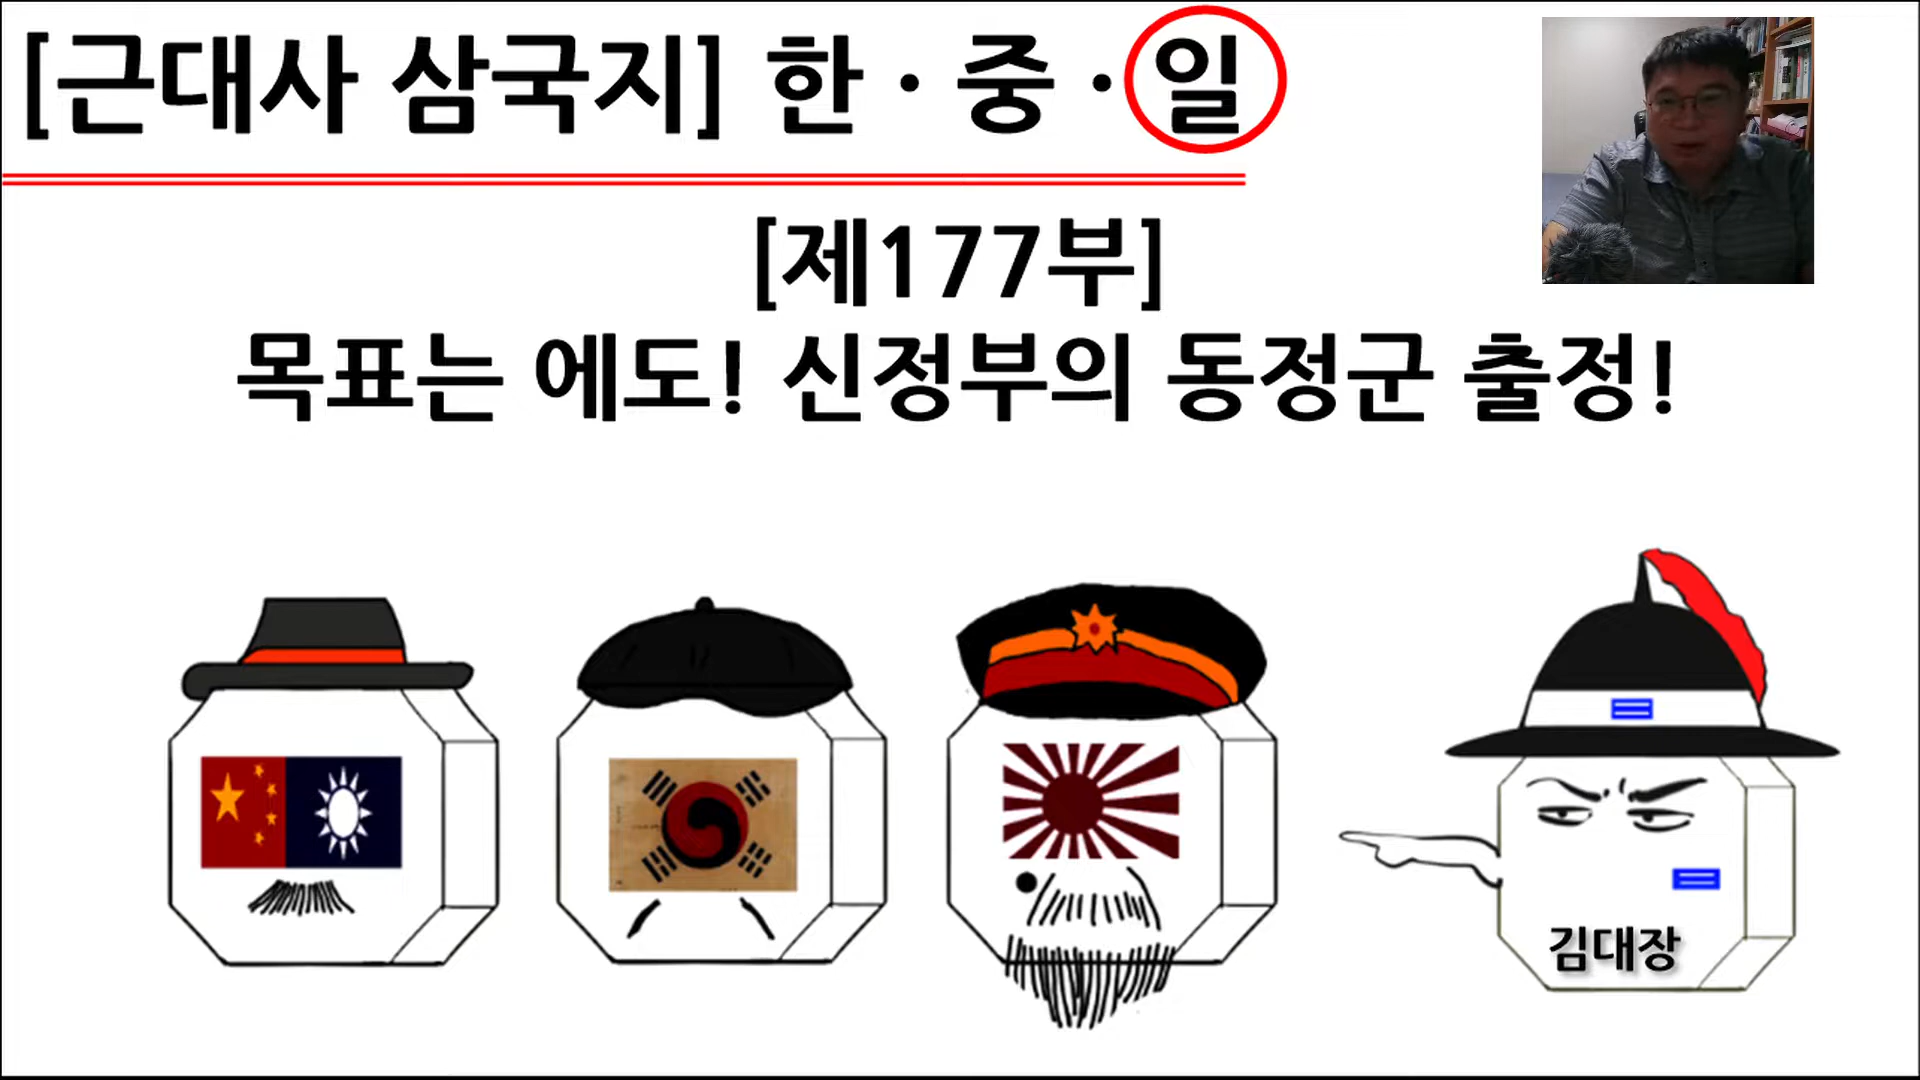 [근대사 삼국지] 한 · 중 · 일
[제177부]
목표는 에도! 신정부의 동정군 출정!
김대장